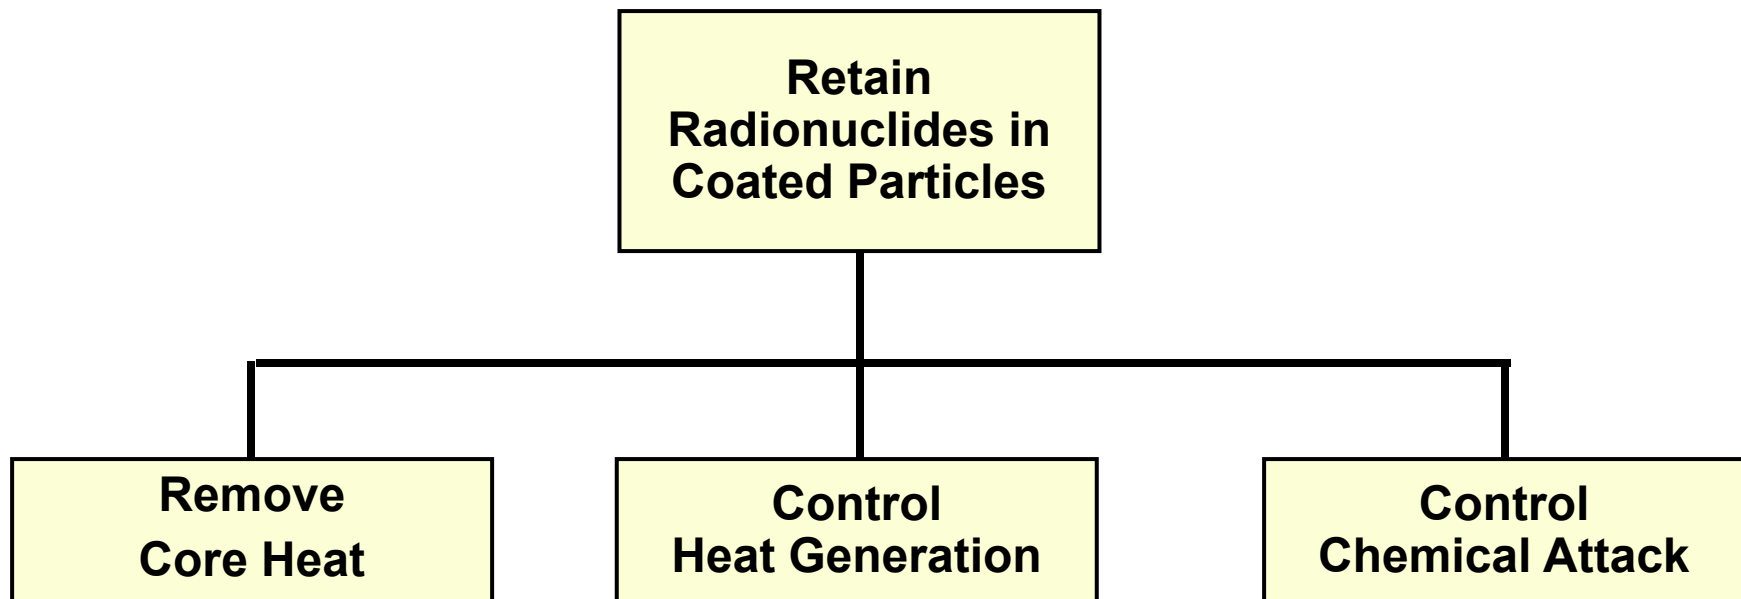 Retain
Radionuclides in
Coated Particles
Remove
Core Heat
Control
Heat Generation
Control
Chemical Attack